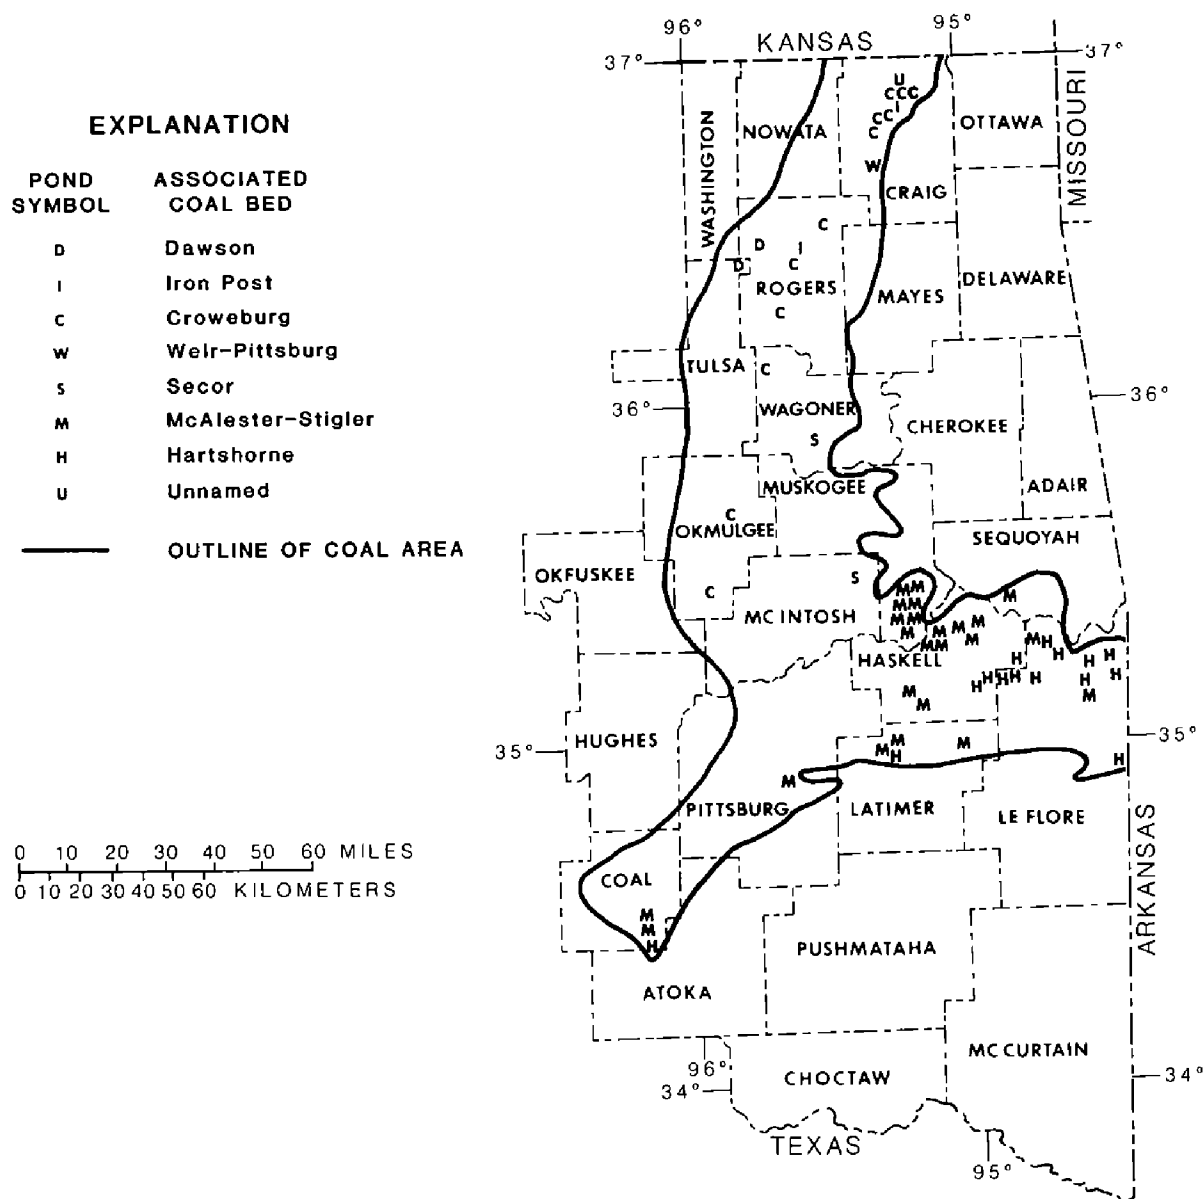 EXPLANATION
POND SYMBOL
ASSOCIATED COAL BED
D Dawson
I Iron Post
C Croweburg
W Weir-Pittsburg
S Secor
M McAlester-Stigler
H Hartshorne
U Unnamed
OUTLINE OF COAL AREA
0 10 20 30 40 50 60 MILES
0 10 20 30 40 50 60 KILOMETERS
96° 95°
KANSAS
37° 37°
MISSOURI
U
C C C
I
C C
C
W
WASHINGTON
NOWATA
OTTAWA
CRAIG
C
D I
D C
ROGERS
C
MAYES
DELAWARE
TULSA
C
36° 36°
WAGONER
S
CHEROKEE
ADAIR
MUSKOGEE
C
OKMULGEE
SEQUOYAH
OKFUSKEE
C
S
MC INTOSH
M M
M M
M M
M
M
M M M
M M M
M H
H
HASKELL
H H H
H H H H H H H
M
M M
HUGHES
35° 35°
M M M
H
H
M
PITTSBURG
LATIMER
LE FLORE
ARKANSAS
COAL
M
M
H
PUSHMATAHA
ATOKA
MC CURTAIN
96°
34° 34°
CHOCTAW
TEXAS
95°